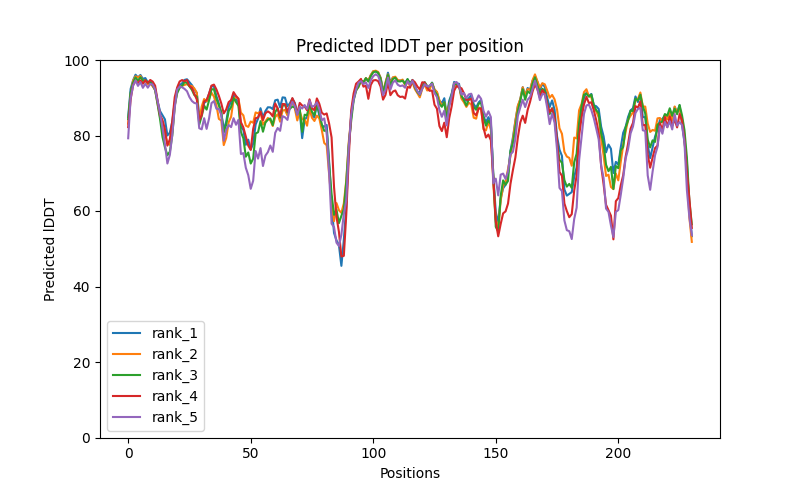 Predicted lDDT per position
100
80
60
40
20
0
Predicted lDDT
rank_1
rank_2
rank_3
rank_4
rank_5
0 50 100 150 200
Positions